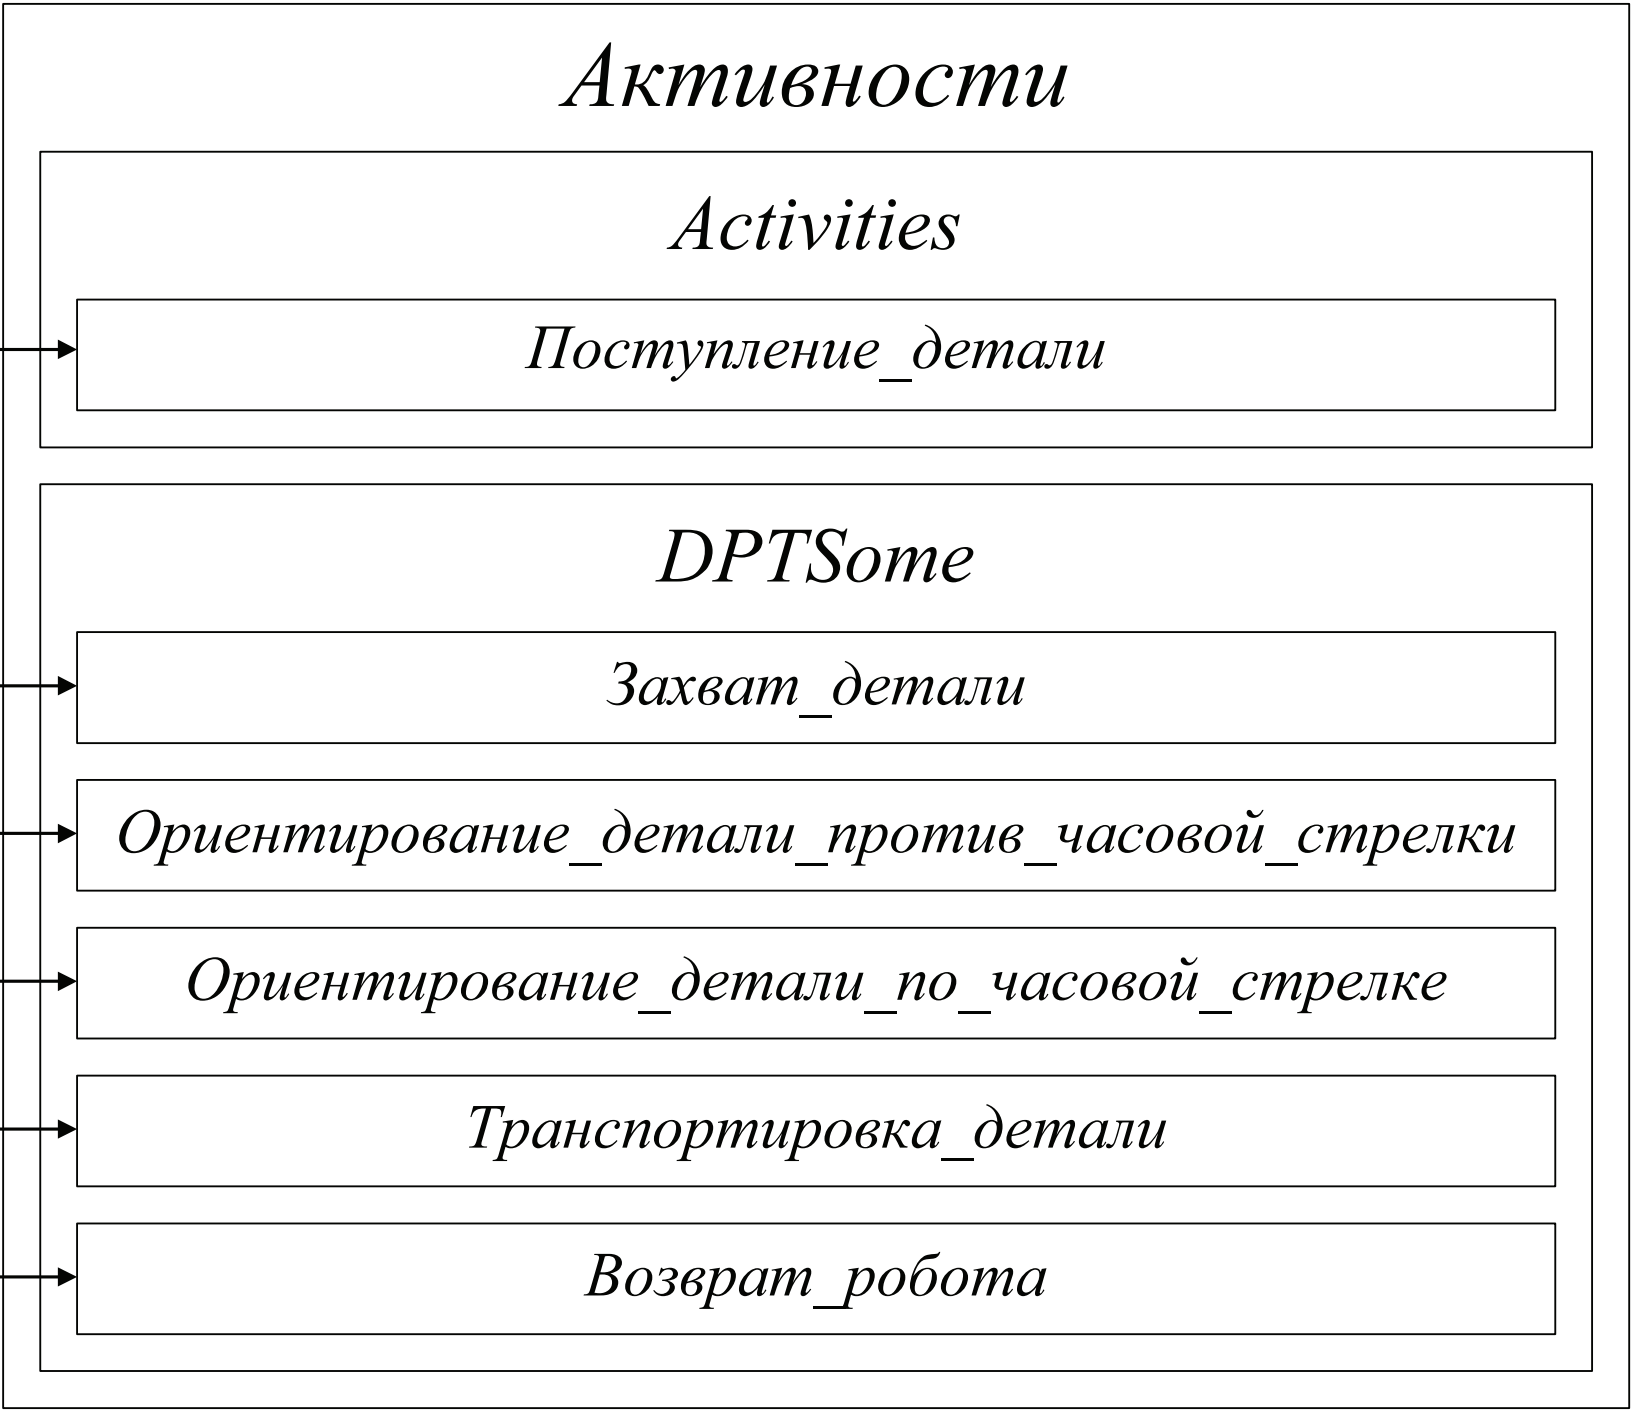 Активности
Activities
Поступление_детали
DPTSome
Захват_детали
Ориентирование_детали_против_часовой_стрелки
Ориентирование_детали_по_часовой_стрелке
Транспортировка_детали
Возврат_робота